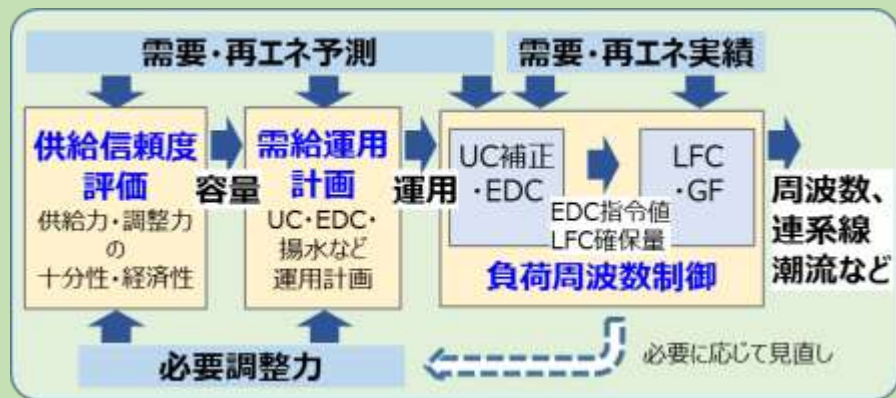 需要・再エネ予測
需要・再エネ実績
供給信頼度
評価
供給力・調整力
の
十分性・経済性
容量
需給運用
計画
UC・EDC・
揚水など
運用計画
運用
UC補正
・EDC
LFC
・GF
EDC指令値
LFC確保量
負荷周波数制御
周波数、
連系線
潮流など
必要調整力
必要に応じて見直し